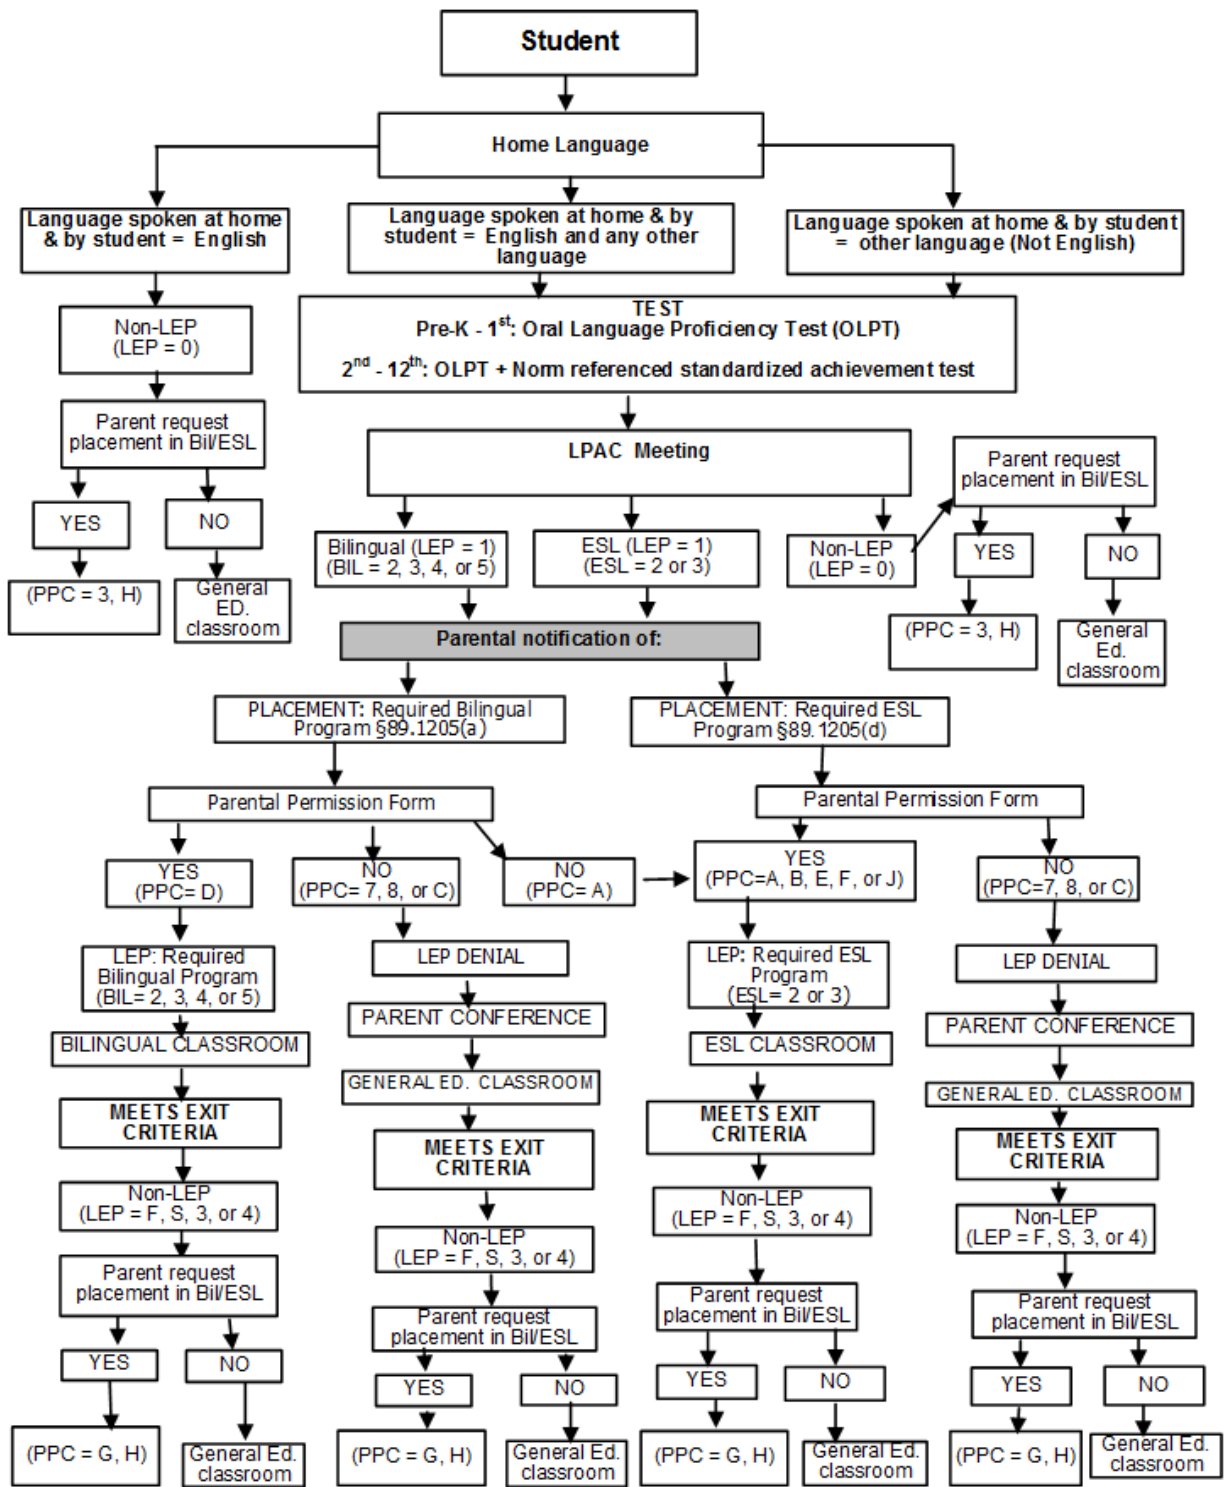 Student
Home Language
Language spoken at home
& by student = English
Language spoken at home & by
student = English and any other
language
Language spoken at home & by student
= other language (Not English)
Non-LEP
(LEP = 0)
TEST
Pre-K - 1st: Oral Language Proficiency Test (OLPT)
2nd - 12th: OLPT + Norm referenced standardized achievement test
Parent request
placement in Bil/ESL
YES
NO
(PPC = 3, H)
General
ED.
classroom
LPAC Meeting
Bilingual (LEP = 1)
(BIL = 2, 3, 4, or 5)
ESL (LEP = 1)
(ESL = 2 or 3)
Non-LEP
(LEP = 0)
Parent request
placement in Bil/ESL
YES
NO
(PPC = 3, H)
General
Ed.
classroom
Parental notification of:
PLACEMENT: Required Bilingual
Program §89.1205(a)
PLACEMENT: Required ESL
Program §89.1205(d)
Parental Permission Form
Parental Permission Form
YES
(PPC= D)
NO
(PPC= 7, 8, or C)
NO
(PPC= A)
YES
(PPC=A, B, E, F, or J)
NO
(PPC=7, 8, or C)
LEP: Required
Bilingual Program
(BIL= 2, 3, 4, or 5)
LEP DENIAL
LEP: Required ESL
Program
(ESL= 2 or 3)
LEP DENIAL
BILINGUAL CLASSROOM
PARENT CONFERENCE
ESL CLASSROOM
PARENT CONFERENCE
GENERAL ED. CLASSROOM
GENERAL ED. CLASSROOM
MEETS EXIT
CRITERIA
MEETS EXIT
CRITERIA
MEETS EXIT
CRITERIA
MEETS EXIT
CRITERIA
Non-LEP
(LEP = F, S, 3, or 4)
Non-LEP
(LEP = F, S, 3, or 4)
Non-LEP
(LEP = F, S, 3, or 4)
Non-LEP
(LEP = F, S, 3, or 4)
Parent request
placement in Bil/ESL
Parent request
placement in Bil/ESL
Parent request
placement in Bil/ESL
Parent request
placement in Bil/ESL
YES
NO
YES
NO
YES
NO
YES
NO
(PPC = G, H)
General Ed.
classroom
(PPC = G, H)
General Ed.
classroom
(PPC = G, H)
General Ed.
classroom
(PPC = G, H)
General Ed.
classroom